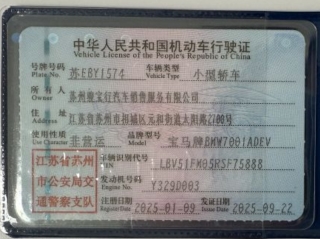 中华人民共和国机动车行驶证
Vehicle License of the People's Republic of China
号牌号码 Plate No. 苏EBY1574 车辆类型 Vehicle Type 小型轿车
所有人 Owner 苏州骏宝行汽车销售服务有限公司
住址 Address 江苏省苏州市相城区元和街道太阳路2700号
使用性质 Use Character 非营运 品牌型号 Model 宝马牌BMW7001ADEV
江苏省苏州市公安局交通警察支队
车辆识别代号 VIN LBV51FM05RSF75888
发动机号码 Engine No. Y329D003
注册日期 Register Date 2025-01-09 发证日期 Issue Date 2025-09-22